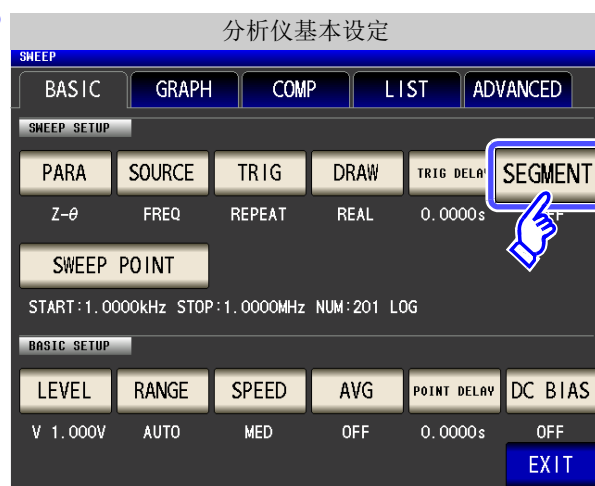 分析仪基本设定
SWEEP
BASIC GRAPH COMP LIST ADVANCED
SWEEP SETUP
PARA SOURCE TRIG DRAW TRIG DELAY SEGMENT
Z-θ FREQ REPEAT REAL 0.0000s
SWEEP POINT
START:1.0000kHz STOP:1.0000MHz NUM:201 LOG
BASIC SETUP
LEVEL RANGE SPEED AVG POINT DELAY DC BIAS
V 1.000V AUTO MED OFF 0.0000s OFF
EXIT